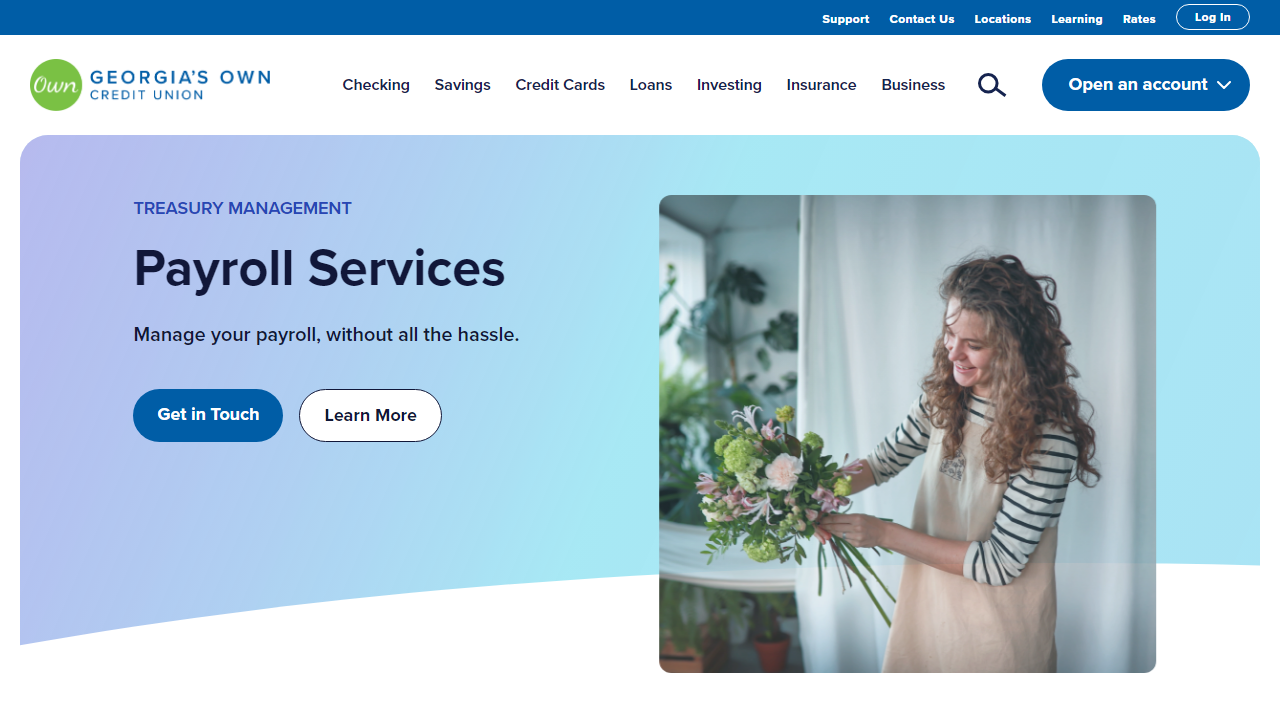 Support Contact Us Locations Learning Rates Log In
Own GEORGIA'S OWN
CREDIT UNION
Checking Savings Credit Cards Loans Investing Insurance Business Open an account
TREASURY MANAGEMENT
Payroll Services
Manage your payroll, without all the hassle.
Get in Touch Learn More